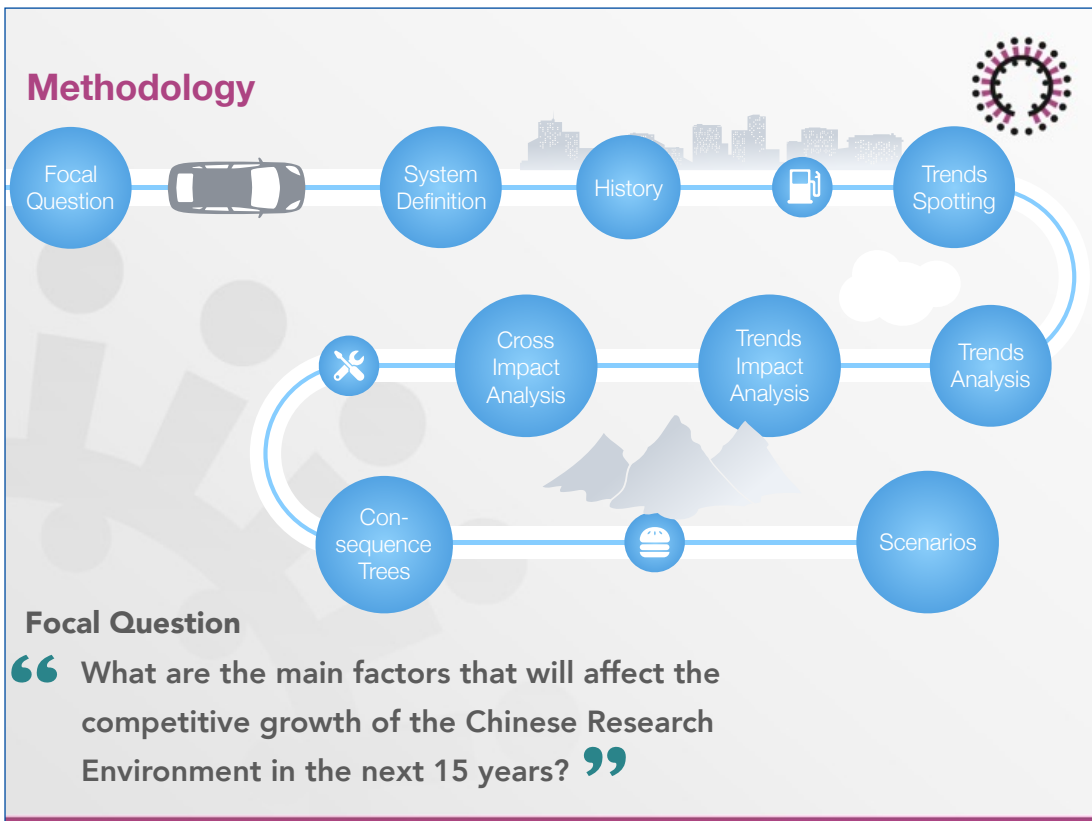 Methodology
Focal
Question
System
Definition
History
Trends
Spotting
Trends
Analysis
Trends
Impact
Analysis
Cross
Impact
Analysis
Con-
sequence
Trees
Scenarios
Focal Question
“ What are the main factors that will affect the
competitive growth of the Chinese Research
Environment in the next 15 years? ”